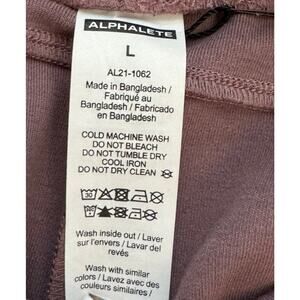 ALPHALETE
L
AL21-1062
Made in Bangladesh /
Fabriqué au
Bangladesh / Fabricado
en Bangladesh
COLD MACHINE WASH
DO NOT BLEACH
DO NOT TUMBLE DRY
COOL IRON
DO NOT DRY CLEAN
30
Wash inside out / Laver
sur l'envers / Lavar del
revés
Wash with similar
colors / Lavez avec des
couleurs similaires /